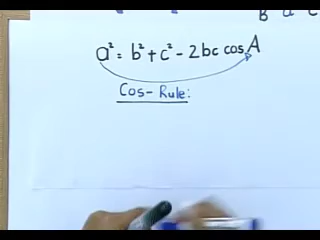 B a C
a² = b² + c² - 2bc cos A
Cos-Rule: